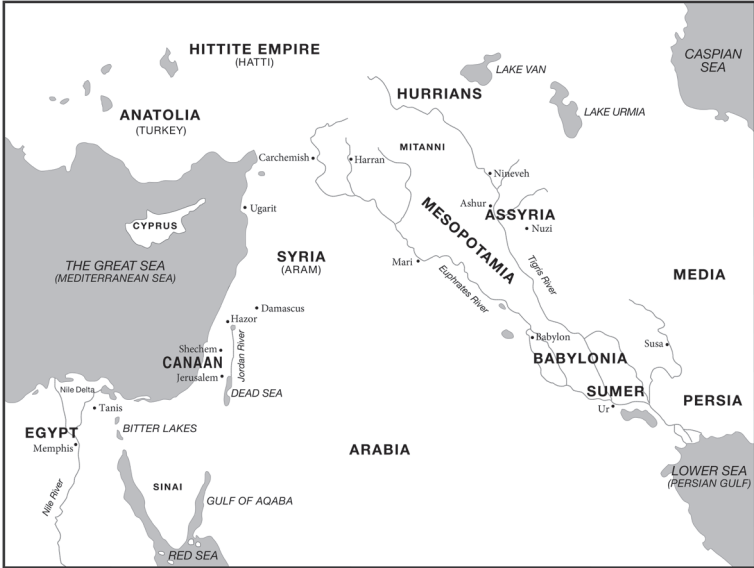 HITTITE EMPIRE
(HATTI)
CASPIAN
SEA
LAKE VAN
HURRIANS
LAKE URMIA
ANATOLIA
(TURKEY)
MITANNI
Carchemish
Harran
Nineveh
Ashur
ASSYRIA
Nuzi
Ugarit
CYPRUS
MESOPOTAMIA
SYRIA
(ARAM)
THE GREAT SEA
(MEDITERRANEAN SEA)
Mari
Euphrates River
Tigris River
MEDIA
Damascus
Hazor
Shechem
CANAAN
Jerusalem
Jordan River
DEAD SEA
Babylon
BABYLONIA
Susa
SUMER
Ur
PERSIA
Nile Delta
Tanis
EGYPT
Memphis
BITTER LAKES
ARABIA
Nile River
SINAI
GULF OF AQABA
RED SEA
LOWER SEA
(PERSIAN GULF)